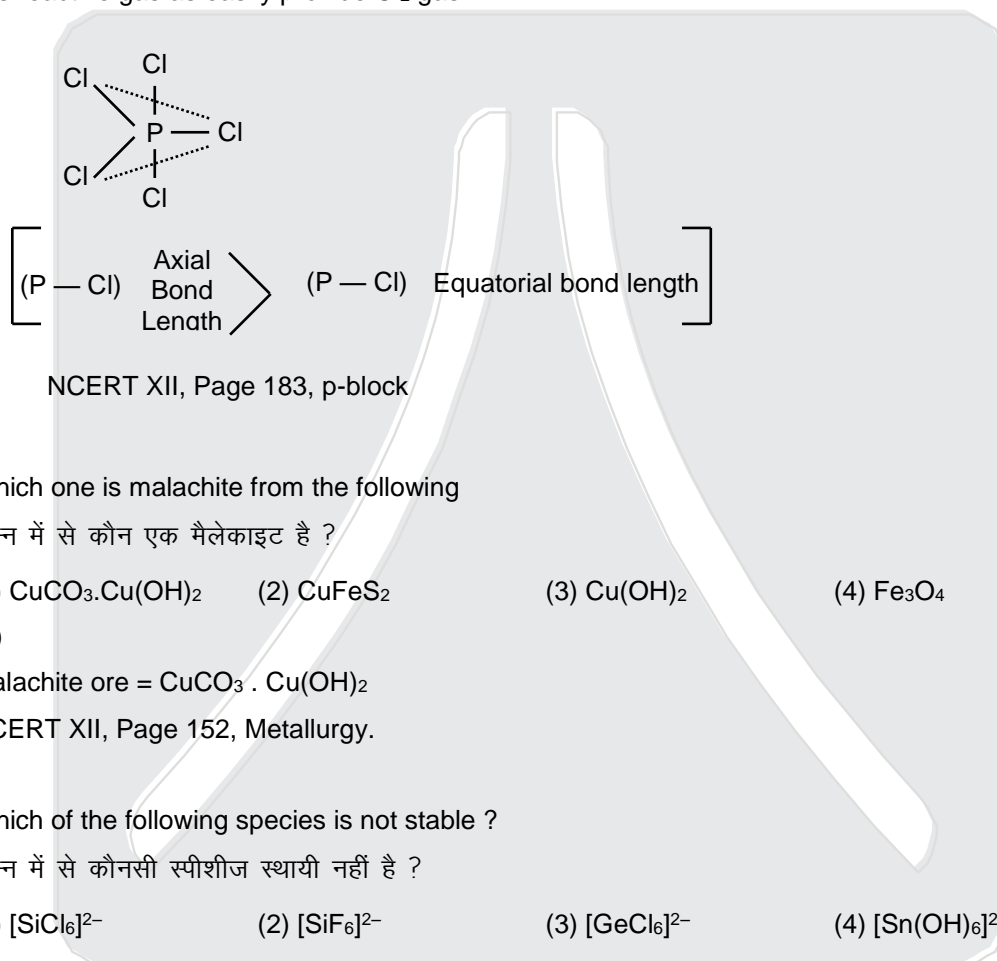 Cl Cl
P Cl
Cl
Cl
(P — Cl) Axial Bond Length > (P — Cl) Equatorial bond length
NCERT XII, Page 183, p-block
hich one is malachite from the following
न में से कौन एक मैलेकाइट है ?
) CuCO₃.Cu(OH)₂ (2) CuFeS₂ (3) Cu(OH)₂ (4) Fe₃O₄
)
alachite ore = CuCO₃ . Cu(OH)₂
CERT XII, Page 152, Metallurgy.
hich of the following species is not stable ?
न में से कौनसी स्पीशीज स्थायी नहीं है ?
) [SiCl₆]²⁻ (2) [SiF₆]²⁻ (3) [GeCl₆]²⁻ (4) [Sn(OH)₆]²